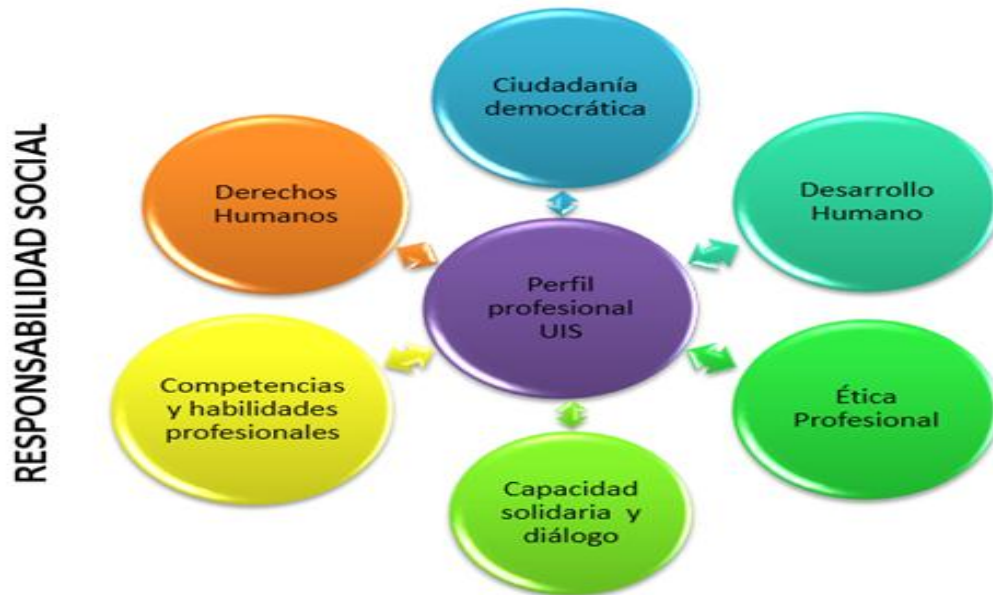 RESPONSABILIDAD SOCIAL
Ciudadanía
democrática
Derechos
Humanos
Desarrollo
Humano
Perfil
profesional
UIS
Competencias
y habilidades
profesionales
Ética
Profesional
Capacidad
solidaria y
diálogo